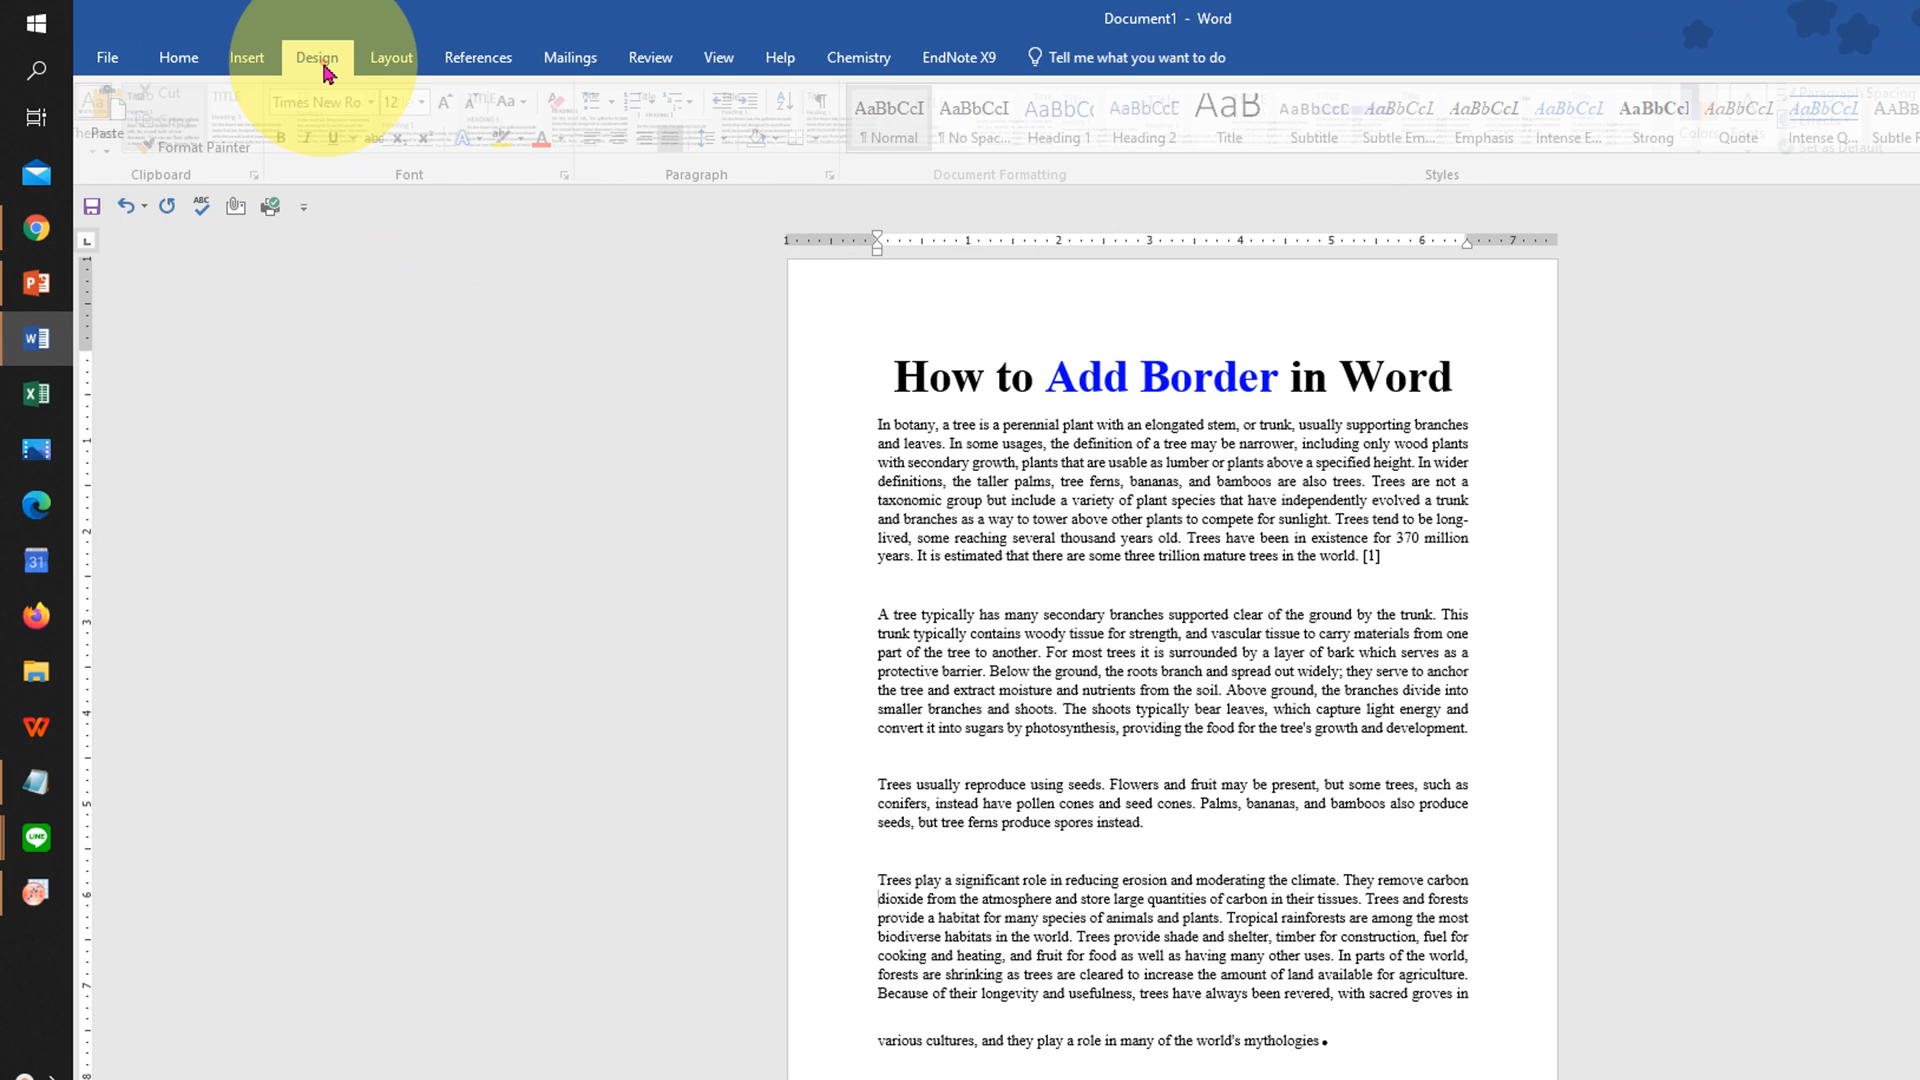 Document1 - Word
File Home Insert Design Layout References Mailings Review View Help Chemistry EndNote X9 Tell me what you want to do
Cut
Paste
Format Painter
Times New Ro 12
AaBbCcI AaBbCcI AaBbCc AaBbCcE AaB AaBbCcD AaBbCcI AaBbCcI AaBbCcI AaBbCcI AaBbCcI AaBbCcI
¶ Normal ¶ No Spac... Heading 1 Heading 2 Title Subtitle Subtle Em... Emphasis Intense E... Strong Quote Intense Q... Subtle R
Paragraph Spacing
Set as Default
Clipboard Font Paragraph Document Formatting Styles
How to Add Border in Word
In botany, a tree is a perennial plant with an elongated stem, or trunk, usually supporting branches
and leaves. In some usages, the definition of a tree may be narrower, including only wood plants
with secondary growth, plants that are usable as lumber or plants above a specified height. In wider
definitions, the taller palms, tree ferns, bananas, and bamboos are also trees. Trees are not a
taxonomic group but include a variety of plant species that have independently evolved a trunk
and branches as a way to tower above other plants to compete for sunlight. Trees tend to be long-
lived, some reaching several thousand years old. Trees have been in existence for 370 million
years. It is estimated that there are some three trillion mature trees in the world. [1]
A tree typically has many secondary branches supported clear of the ground by the trunk. This
trunk typically contains woody tissue for strength, and vascular tissue to carry materials from one
part of the tree to another. For most trees it is surrounded by a layer of bark which serves as a
protective barrier. Below the ground, the roots branch and spread out widely; they serve to anchor
the tree and extract moisture and nutrients from the soil. Above ground, the branches divide into
smaller branches and shoots. The shoots typically bear leaves, which capture light energy and
convert it into sugars by photosynthesis, providing the food for the tree's growth and development.
Trees usually reproduce using seeds. Flowers and fruit may be present, but some trees, such as
conifers, instead have pollen cones and seed cones. Palms, bananas, and bamboos also produce
seeds, but tree ferns produce spores instead.
Trees play a significant role in reducing erosion and moderating the climate. They remove carbon
dioxide from the atmosphere and store large quantities of carbon in their tissues. Trees and forests
provide a habitat for many species of animals and plants. Tropical rainforests are among the most
biodiverse habitats in the world. Trees provide shade and shelter, timber for construction, fuel for
cooking and heating, and fruit for food as well as having many other uses. In parts of the world,
forests are shrinking as trees are cleared to increase the amount of land available for agriculture.
Because of their longevity and usefulness, trees have always been revered, with sacred groves in
various cultures, and they play a role in many of the world's mythologies.